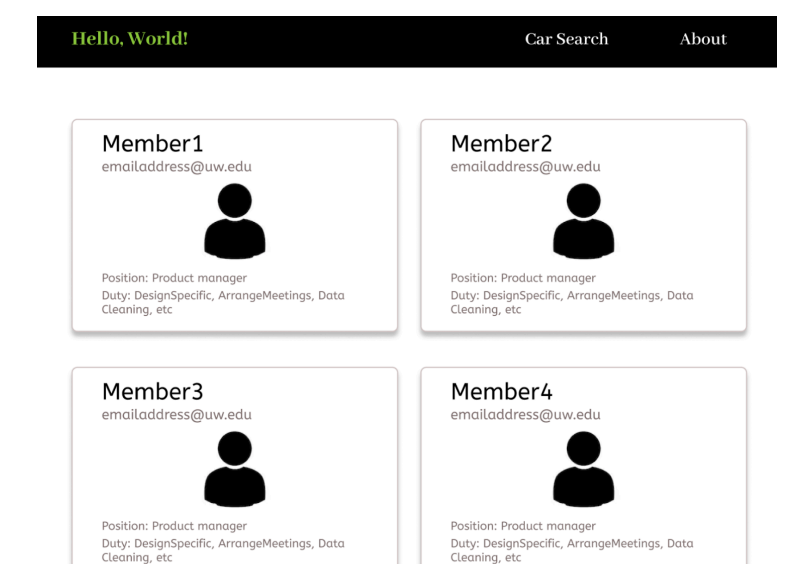 Hello, World! Car Search About
Member1
emailaddress@uw.edu
Position: Product manager
Duty: DesignSpecific, ArrangeMeetings, Data
Cleaning, etc
Member2
emailaddress@uw.edu
Position: Product manager
Duty: DesignSpecific, ArrangeMeetings, Data
Cleaning, etc
Member3
emailaddress@uw.edu
Position: Product manager
Duty: DesignSpecific, ArrangeMeetings, Data
Cleaning, etc
Member4
emailaddress@uw.edu
Position: Product manager
Duty: DesignSpecific, ArrangeMeetings, Data
Cleaning, etc